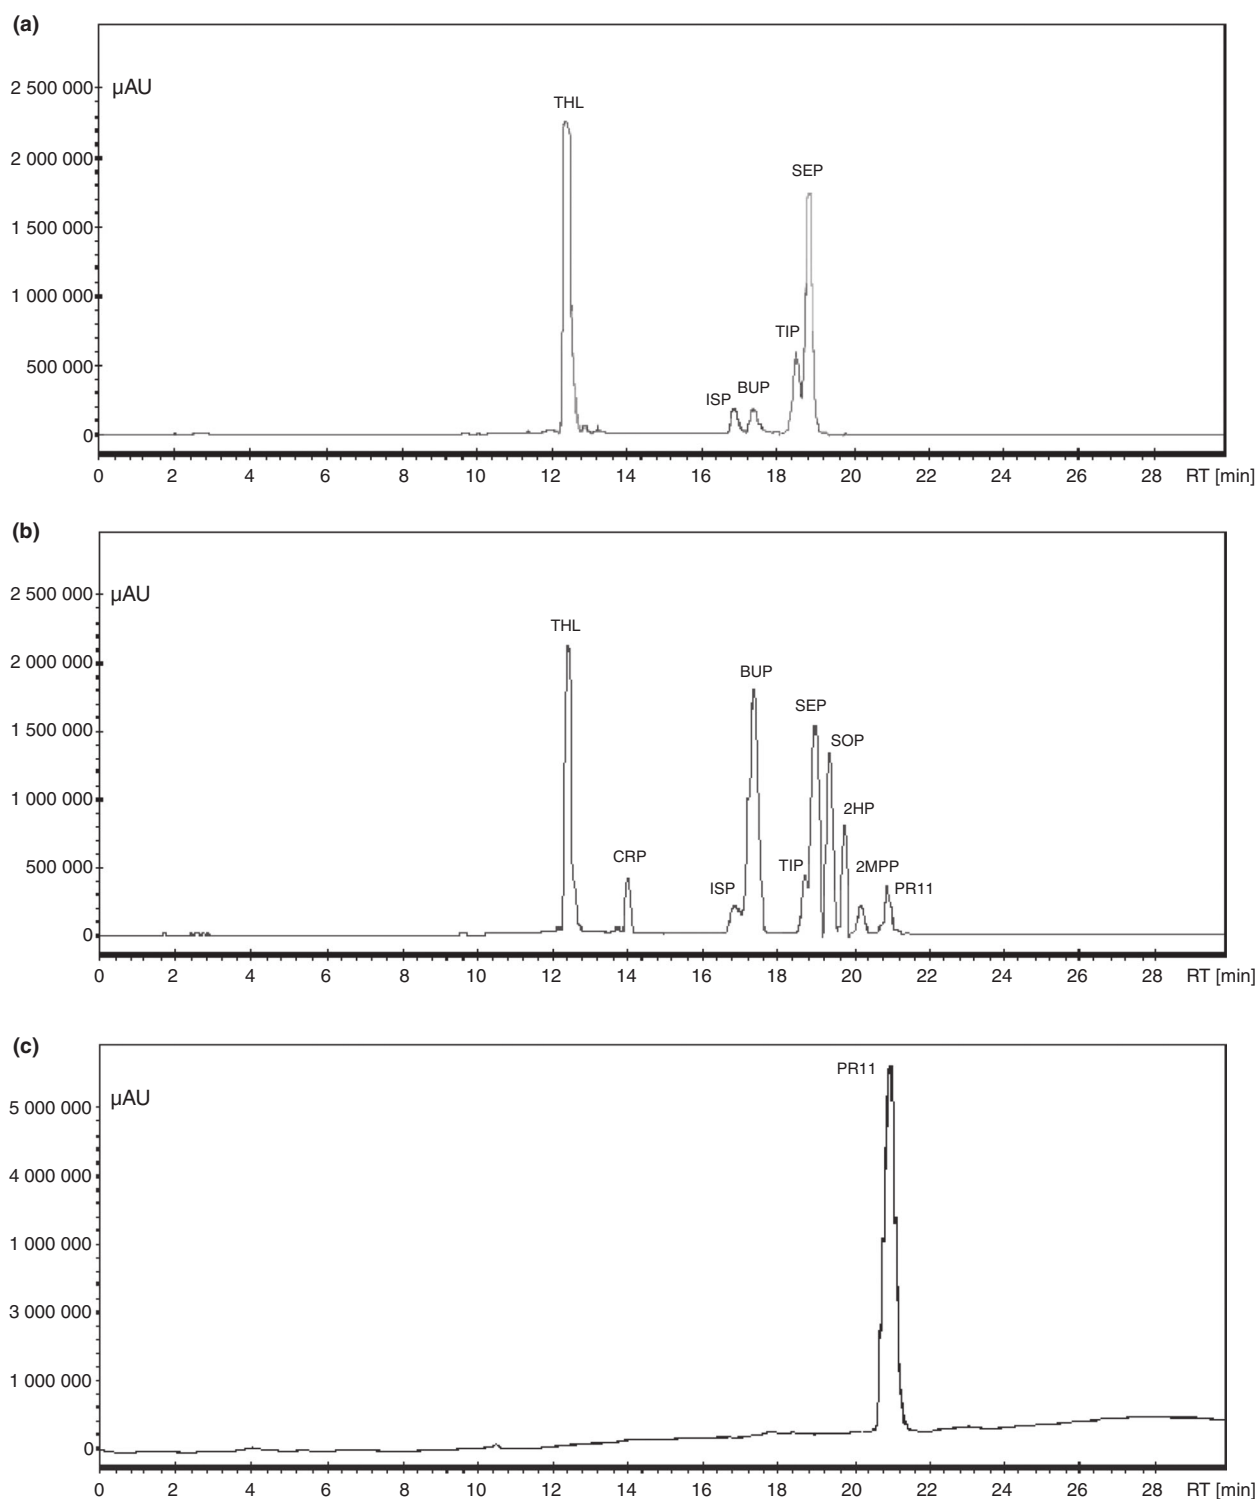 (a)
µAU
2 500 000
THL
2 000 000
SEP
1 500 000
1 000 000
TIP
500 000
ISP
BUP
0
0 2 4 6 8 10 12 14 16 18 20 22 24 26 28 RT [min]
(b)
µAU
2 500 000
THL
2 000 000
BUP
SEP
1 500 000
SOP
1 000 000
2HP
500 000
CRP
TIP
2MPP
ISP
PR11
0
0 2 4 6 8 10 12 14 16 18 20 22 24 26 28 RT [min]
(c)
PR11
µAU
5 000 000
4 000 000
1 000 000
3 000 000
1 000 000
0
0 2 4 6 8 10 12 14 16 18 20 22 24 26 28 RT [min]